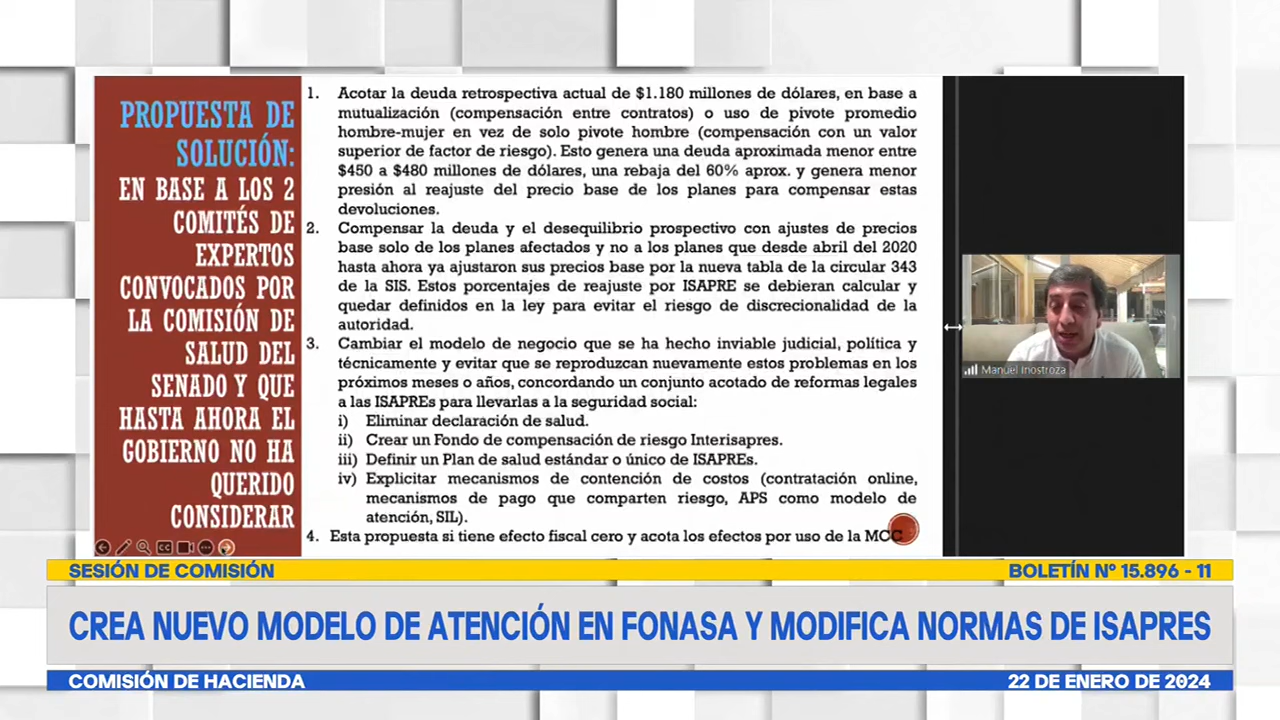 PROPUESTA DE
SOLUCIÓN:
EN BASE A LOS 2
COMITÉS DE
EXPERTOS
CONVOCADOS POR
LA COMISIÓN DE
SALUD DEL
SENADO Y QUE
HASTA AHORA EL
GOBIERNO NO HA
QUERIDO
CONSIDERAR
1. Acotar la deuda retrospectiva actual de $1.180 millones de dólares, en base a
mutualización (compensación entre contratos) o uso de pivote promedio
hombre-mujer en vez de solo pivote hombre (compensación con un valor
superior de factor de riesgo). Esto genera una deuda aproximada menor entre
$450 a $480 millones de dólares, una rebaja del 60% aprox. y genera menor
presión al reajuste del precio base de los planes para compensar estas
devoluciones.
2. Compensar la deuda y el desequilibrio prospectivo con ajustes de precios
base solo de los planes afectados y no a los planes que desde abril del 2020
hasta ahora ya ajustaron sus precios base por la nueva tabla de la circular 343
de la SIS. Estos porcentajes de reajuste por ISAPRE se debieran calcular y
quedar definidos en la ley para evitar el riesgo de discrecionalidad de la
autoridad.
3. Cambiar el modelo de negocio que se ha hecho inviable judicial, política y
técnicamente y evitar que se reproduzcan nuevamente estos problemas en los
próximos meses o años, concordando un conjunto acotado de reformas legales
a las ISAPREs para llevarlas a la seguridad social:
i) Eliminar declaración de salud.
ii) Crear un Fondo de compensación de riesgo Interisapres.
iii) Definir un Plan de salud estándar o único de ISAPREs.
iv) Explicitar mecanismos de contención de costos (contratación online,
mecanismos de pago que comparten riesgo, APS como modelo de
atención, SIL).
4. Esta propuesta si tiene efecto fiscal cero y acota los efectos por uso de la MCC
Manuel Inostroza
SESIÓN DE COMISIÓN
BOLETÍN Nº 15.896 - 11
CREA NUEVO MODELO DE ATENCIÓN EN FONASA Y MODIFICA NORMAS DE ISAPRES
COMISIÓN DE HACIENDA
22 DE ENERO DE 2024